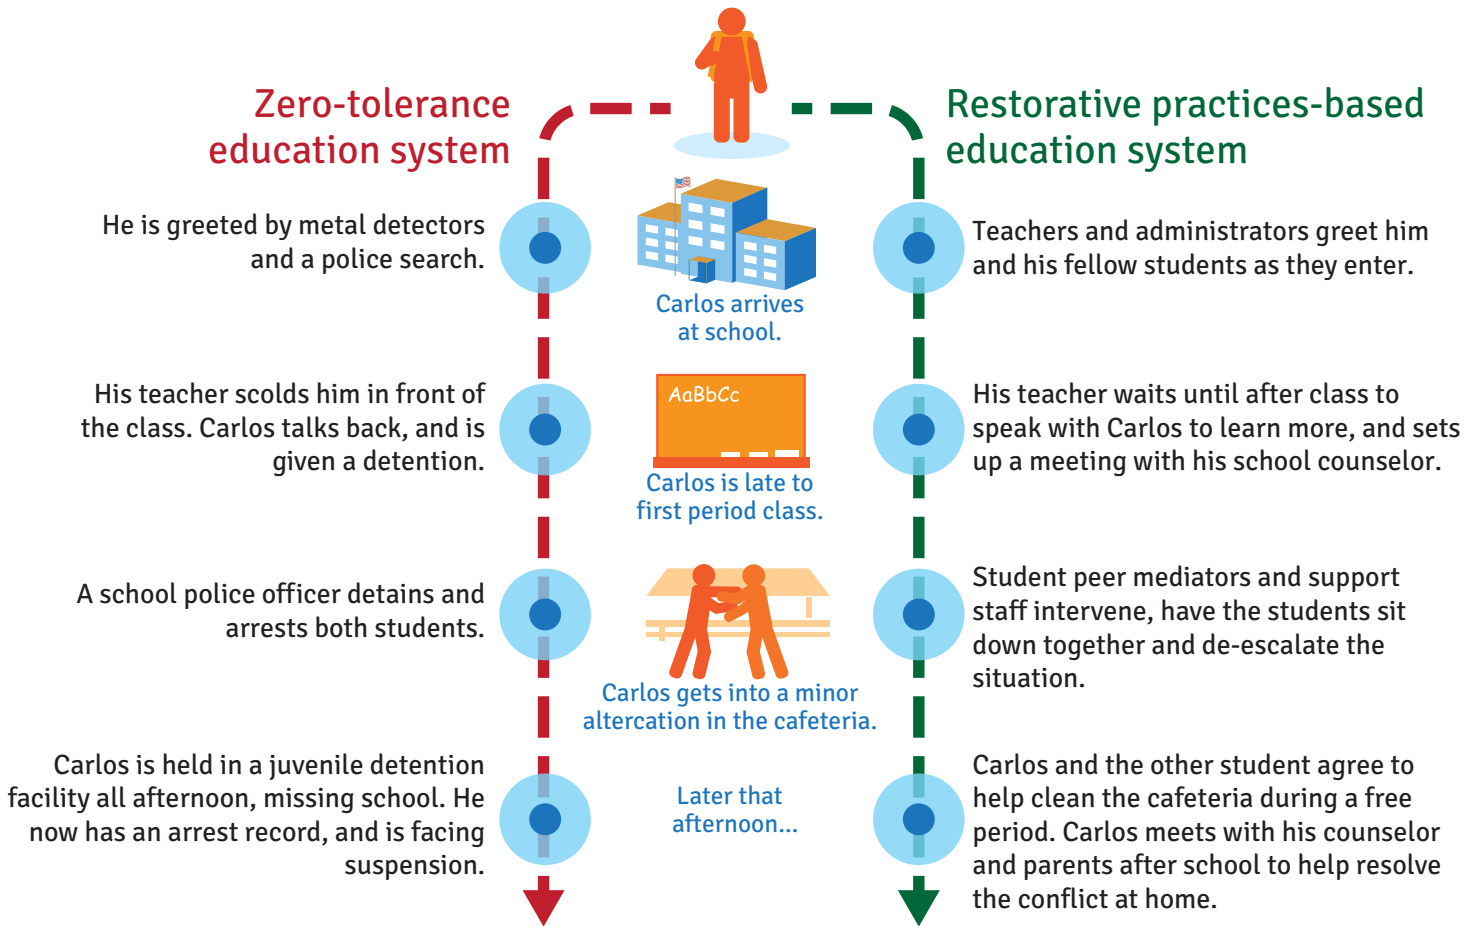 Zero-tolerance
education system
Restorative practices-based
education system
He is greeted by metal detectors
and a police search.
Carlos arrives
at school.
Teachers and administrators greet him
and his fellow students as they enter.
His teacher scolds him in front of
the class. Carlos talks back, and is
given a detention.
AaBbCc
Carlos is late to
first period class.
His teacher waits until after class to
speak with Carlos to learn more, and sets
up a meeting with his school counselor.
A school police officer detains and
arrests both students.
Carlos gets into a minor
altercation in the cafeteria.
Student peer mediators and support
staff intervene, have the students sit
down together and de-escalate the
situation.
Carlos is held in a juvenile detention
facility all afternoon, missing school. He
now has an arrest record, and is facing
suspension.
Later that
afternoon...
Carlos and the other student agree to
help clean the cafeteria during a free
period. Carlos meets with his counselor
and parents after school to help resolve
the conflict at home.